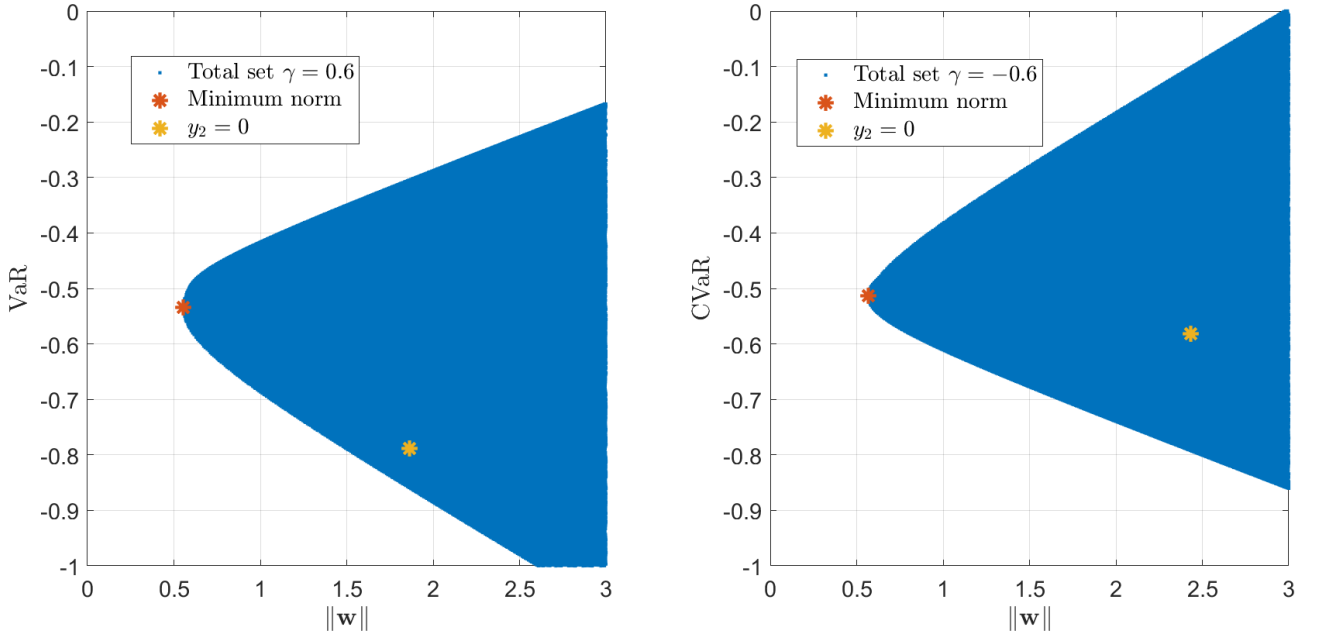 0
-0.1
-0.2
-0.3
-0.4
-0.5
-0.6
-0.7
-0.8
-0.9
-1
VaR
Total set γ = 0.6
Minimum norm
y₂ = 0
0 0.5 1 1.5 2 2.5 3
‖w‖
0
-0.1
-0.2
-0.3
-0.4
-0.5
-0.6
-0.7
-0.8
-0.9
-1
CVaR
Total set γ = −0.6
Minimum norm
y₂ = 0
0 0.5 1 1.5 2 2.5 3
‖w‖